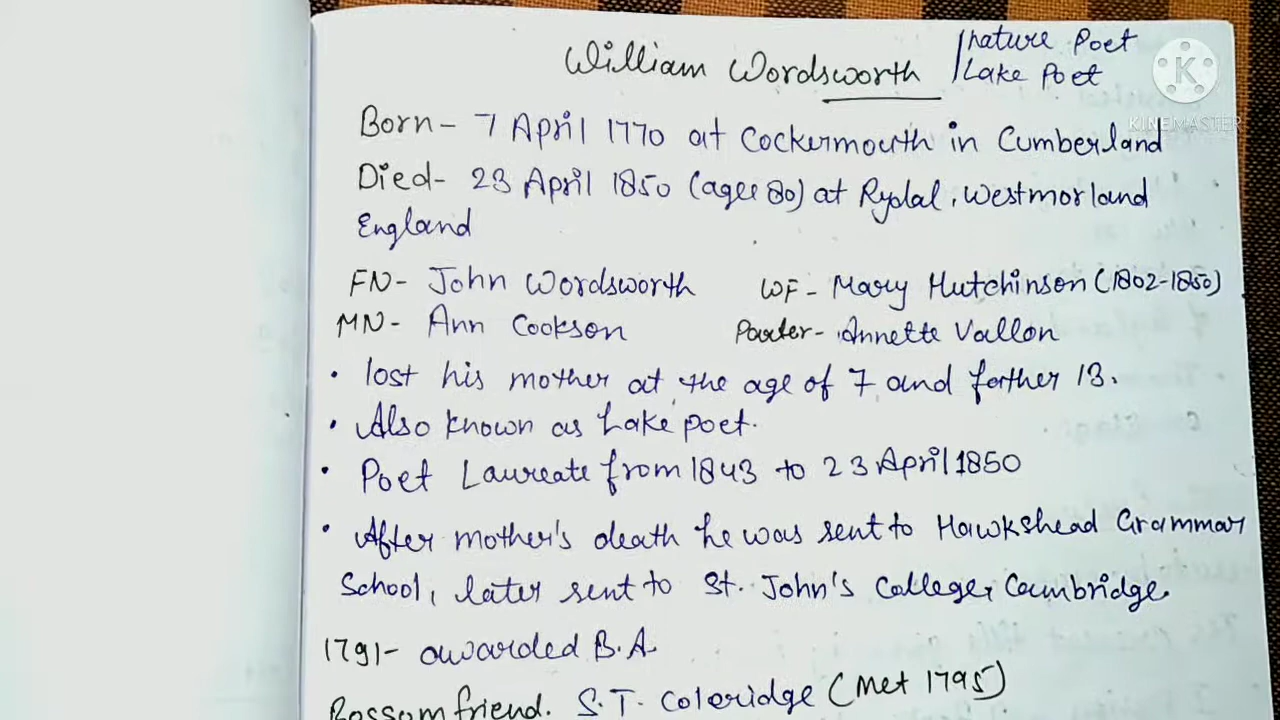 William Wordsworth
nature Poet
Lake Poet
KINEMASTER
Born- 7 April 1770 at Cockermouth in Cumberland
Died- 23 April 1850 (agee 80) at Rydal, Westmorland
England
FN- John Wordsworth
WF- Mary Hutchinson (1802-1850)
MN- Ann Cookson
Parter- Annette Vallon
• lost his mother at the age of 7 and father 13.
• Also known as Lake poet.
• Poet Laureate from 1843 to 23 April 1850
• After mother's death he was sent to Hawkshead Grammar
School, later sent to St. John's College, Cambridge.
1791- awarded B.A.
Bossom friend. S.T. Coleridge (Met 1795)